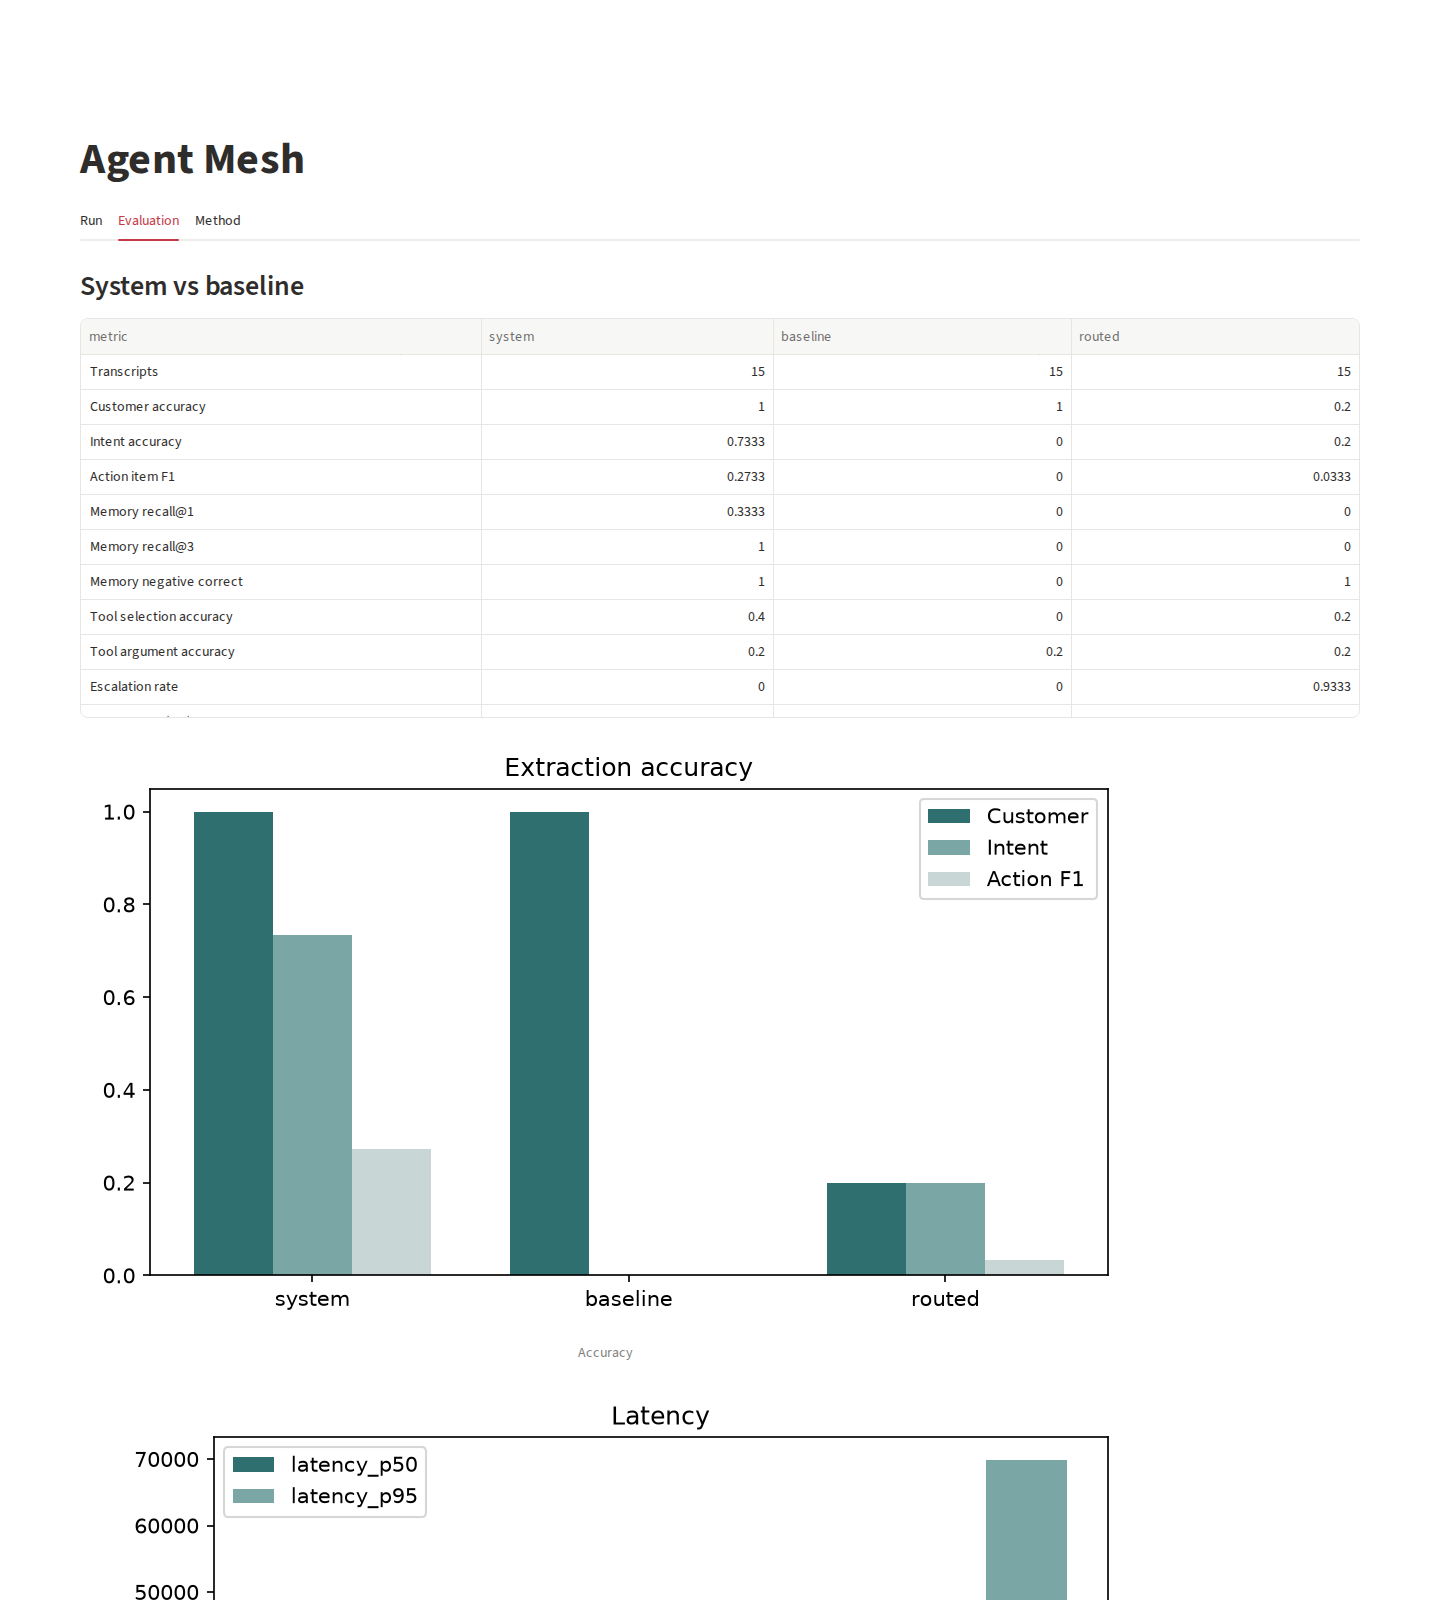 Agent Mesh
Run Evaluation Method
System vs baseline
metric system baseline routed
Transcripts 15 15 15
Customer accuracy 1 1 0.2
Intent accuracy 0.7333 0 0.2
Action item F1 0.2733 0 0.0333
Memory recall@1 0.3333 0 0
Memory recall@3 1 0 0
Memory negative correct 1 0 1
Tool selection accuracy 0.4 0 0.2
Tool argument accuracy 0.2 0.2 0.2
Escalation rate 0 0 0.9333
Extraction accuracy
Customer
Intent
Action F1
1.0
0.8
0.6
0.4
0.2
0.0
system baseline routed
Accuracy
Latency
latency_p50
latency_p95
70000
60000
50000